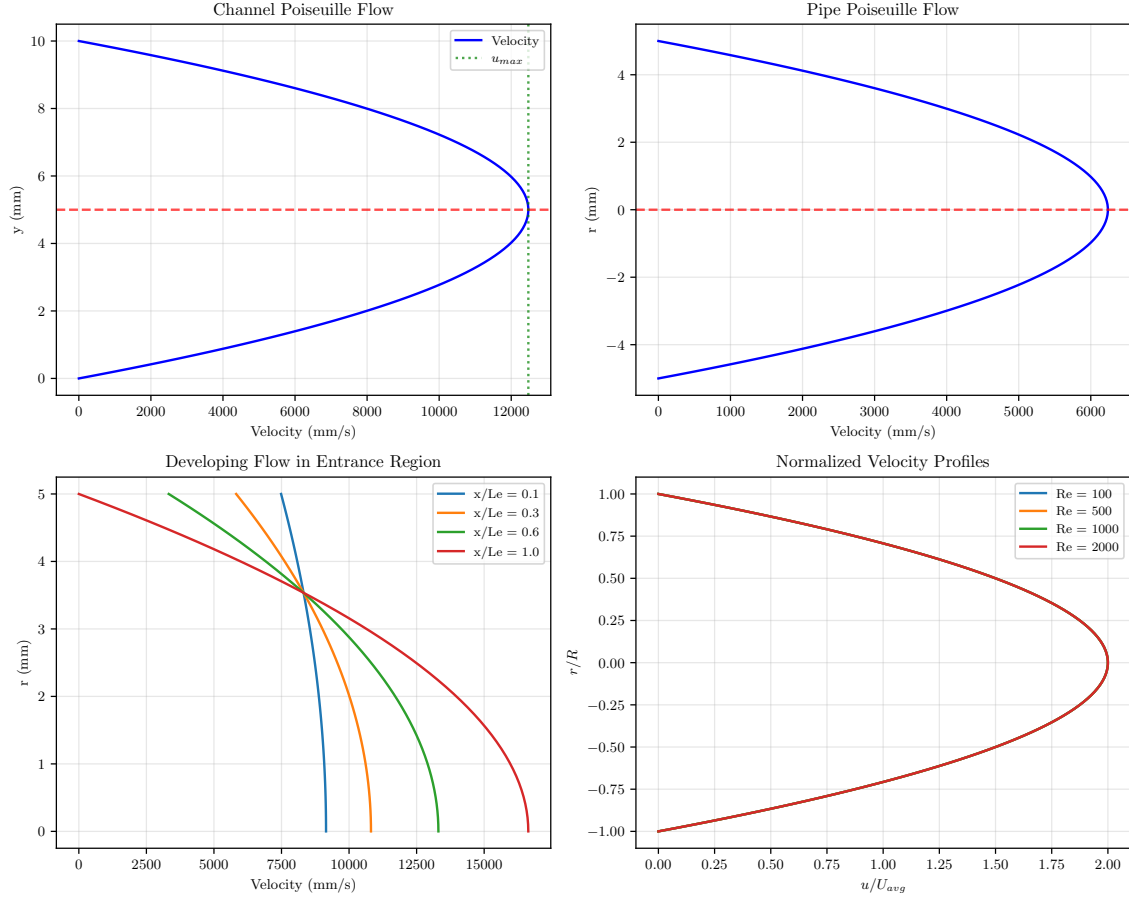 Channel Poiseuille Flow
10
8
6
4
2
0
y (mm)
0 2000 4000 6000 8000 10000 12000
Velocity (mm/s)
Velocity
u_max
Pipe Poiseuille Flow
4
2
0
−2
−4
r (mm)
0 1000 2000 3000 4000 5000 6000
Velocity (mm/s)
Developing Flow in Entrance Region
5
4
3
2
1
0
r (mm)
0 2500 5000 7500 10000 12500 15000
Velocity (mm/s)
x/Le = 0.1
x/Le = 0.3
x/Le = 0.6
x/Le = 1.0
Normalized Velocity Profiles
1.00
0.75
0.50
0.25
0.00
−0.25
−0.50
−0.75
−1.00
r/R
0.00 0.25 0.50 0.75 1.00 1.25 1.50 1.75 2.00
u/U_avg
Re = 100
Re = 500
Re = 1000
Re = 2000